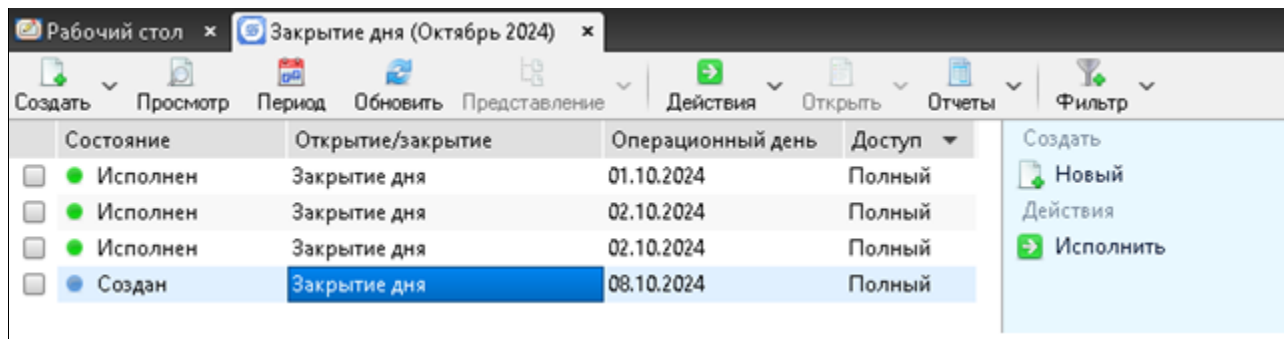 Рабочий стол × Закрытие дня (Октябрь 2024) ×
Создать Просмотр Период Обновить Представление Действия Открыть Отчеты Фильтр
Состояние Открытие/закрытие Операционный день Доступ Создать
Исполнен Закрытие дня 01.10.2024 Полный Новый
Исполнен Закрытие дня 02.10.2024 Полный Действия
Исполнен Закрытие дня 02.10.2024 Полный Исполнить
Создан Закрытие дня 08.10.2024 Полный